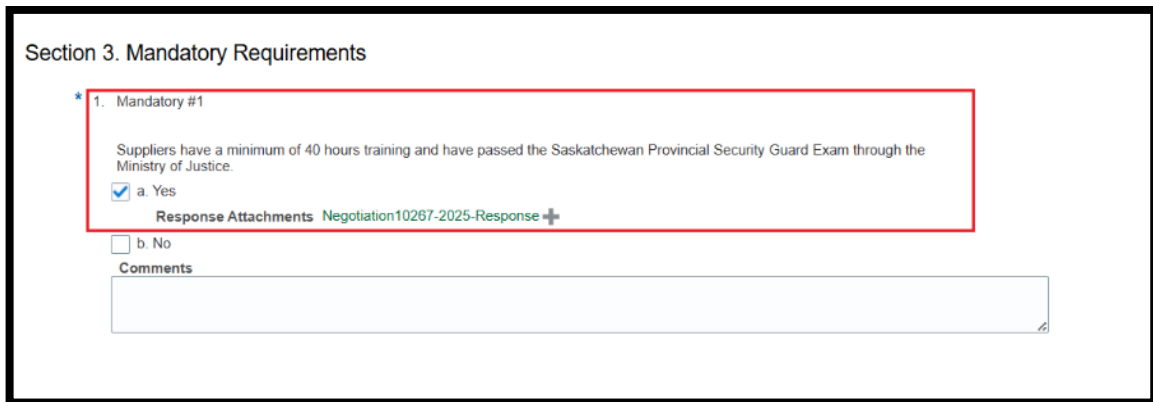 Section 3. Mandatory Requirements
* 1. Mandatory #1
Suppliers have a minimum of 40 hours training and have passed the Saskatchewan Provincial Security Guard Exam through the
Ministry of Justice.
a. Yes
Response Attachments Negotiation10267-2025-Response
b. No
Comments